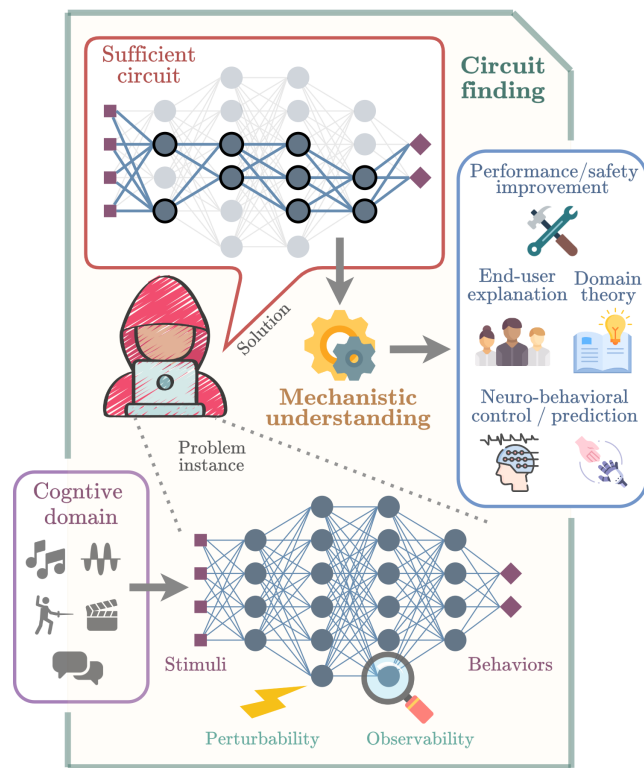 Sufficient
circuit
Circuit
finding
Performance/safety
improvement
End-user
explanation
Domain
theory
Neuro-behavioral
control / prediction
Solution
Mechanistic
understanding
Problem
instance
Cogntive
domain
Stimuli
Behaviors
Perturbability
Observability